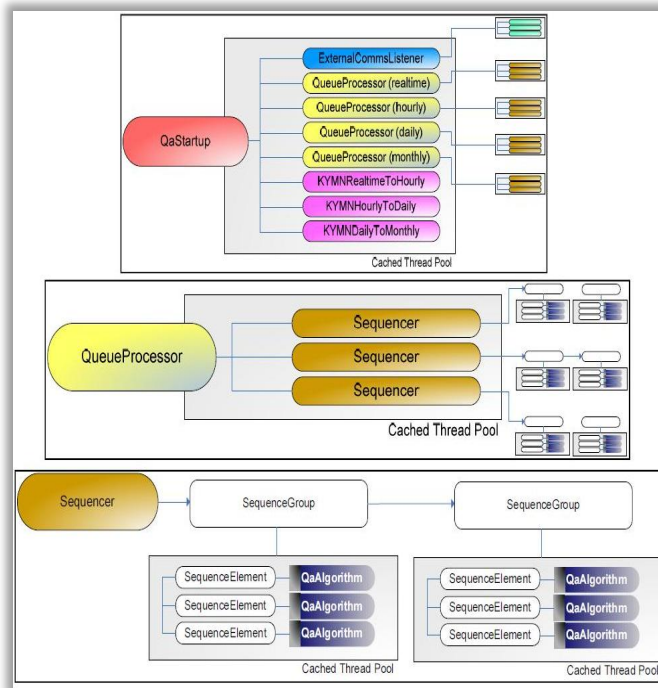 ExternalCommsListener
QueueProcessor (realtime)
QueueProcessor (hourly)
QaStartup
QueueProcessor (daily)
QueueProcessor (monthly)
KYMNRealtimeToHourly
KYMNHourlyToDaily
KYMNDailyToMonthly
Cached Thread Pool
Sequencer
QueueProcessor
Sequencer
Sequencer
Cached Thread Pool
Sequencer
SequenceGroup
SequenceGroup
SequenceElement QaAlgorithm
SequenceElement QaAlgorithm
SequenceElement QaAlgorithm
Cached Thread Pool
SequenceElement QaAlgorithm
SequenceElement QaAlgorithm
SequenceElement QaAlgorithm
Cached Thread Pool